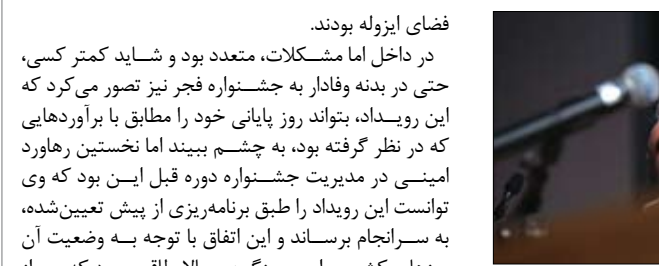 فضای ایزوله بودند.
در داخل اما مشکلات، متعدد بود و شاید کمتر کسی،
حتی در بدنه وفادار به جشنواره فجر نیز تصور می‌کرد که
این رویداد، بتواند روز پایانی خود را مطابق با برآوردهایی
که در نظر گرفته بود، به چشم ببیند اما نخستین رهاورد
امینی در مدیریت جشنواره دوره قبل این بود که وی
توانست این رویداد را طبق برنامه‌ریزی از پیش تعیین‌شده،
به سرانجام برساند و این اتفاق با توجه به وضعیت آن